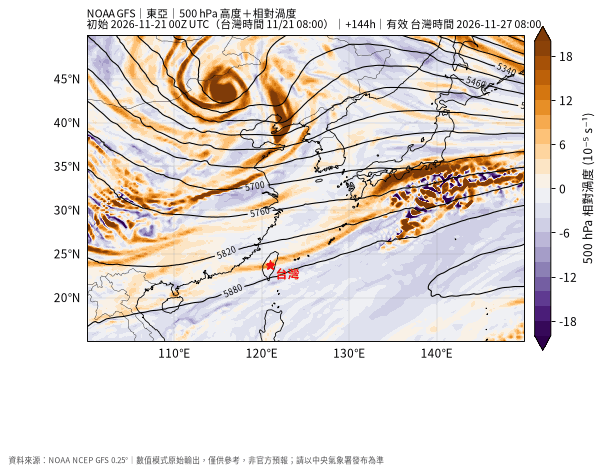 NOAA GFS｜東亞｜500 hPa 高度＋相對渦度
初始 2026-11-21 00Z UTC（台灣時間 11/21 08:00）｜+144h｜有效 台灣時間 2026-11-27 08:00
45°N
40°N
35°N
30°N
25°N
20°N
110°E
120°E
130°E
140°E
5340
5460
5700
5760
5820
5880
台灣
18
12
6
0
-6
-12
-18
500 hPa 相對渦度 (10⁻⁵ s⁻¹)
資料來源：NOAA NCEP GFS 0.25°｜數值模式原始輸出，僅供參考，非官方預報；請以中央氣象署發布為準